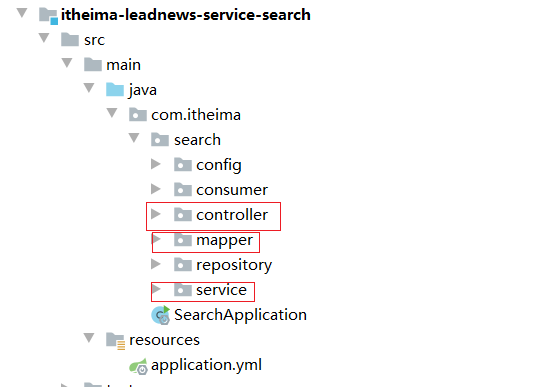 itheima-leadnews-service-search
src
main
java
com.itheima
search
config
consumer
controller
mapper
repository
service
SearchApplication
resources
application.yml